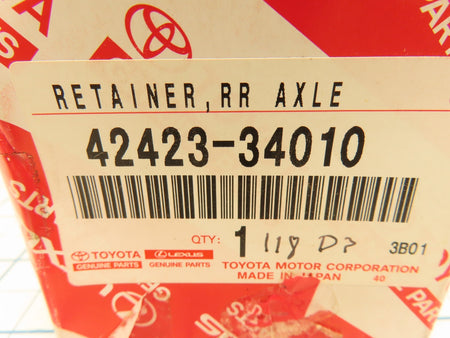 RETAINER, RR AXLE
42423-34010
QTY: 1 118 D7 3B01
TOYOTA LEXUS
GENUINE PARTS GENUINE PARTS TOYOTA MOTOR CORPORATION
MADE IN JAPAN 40